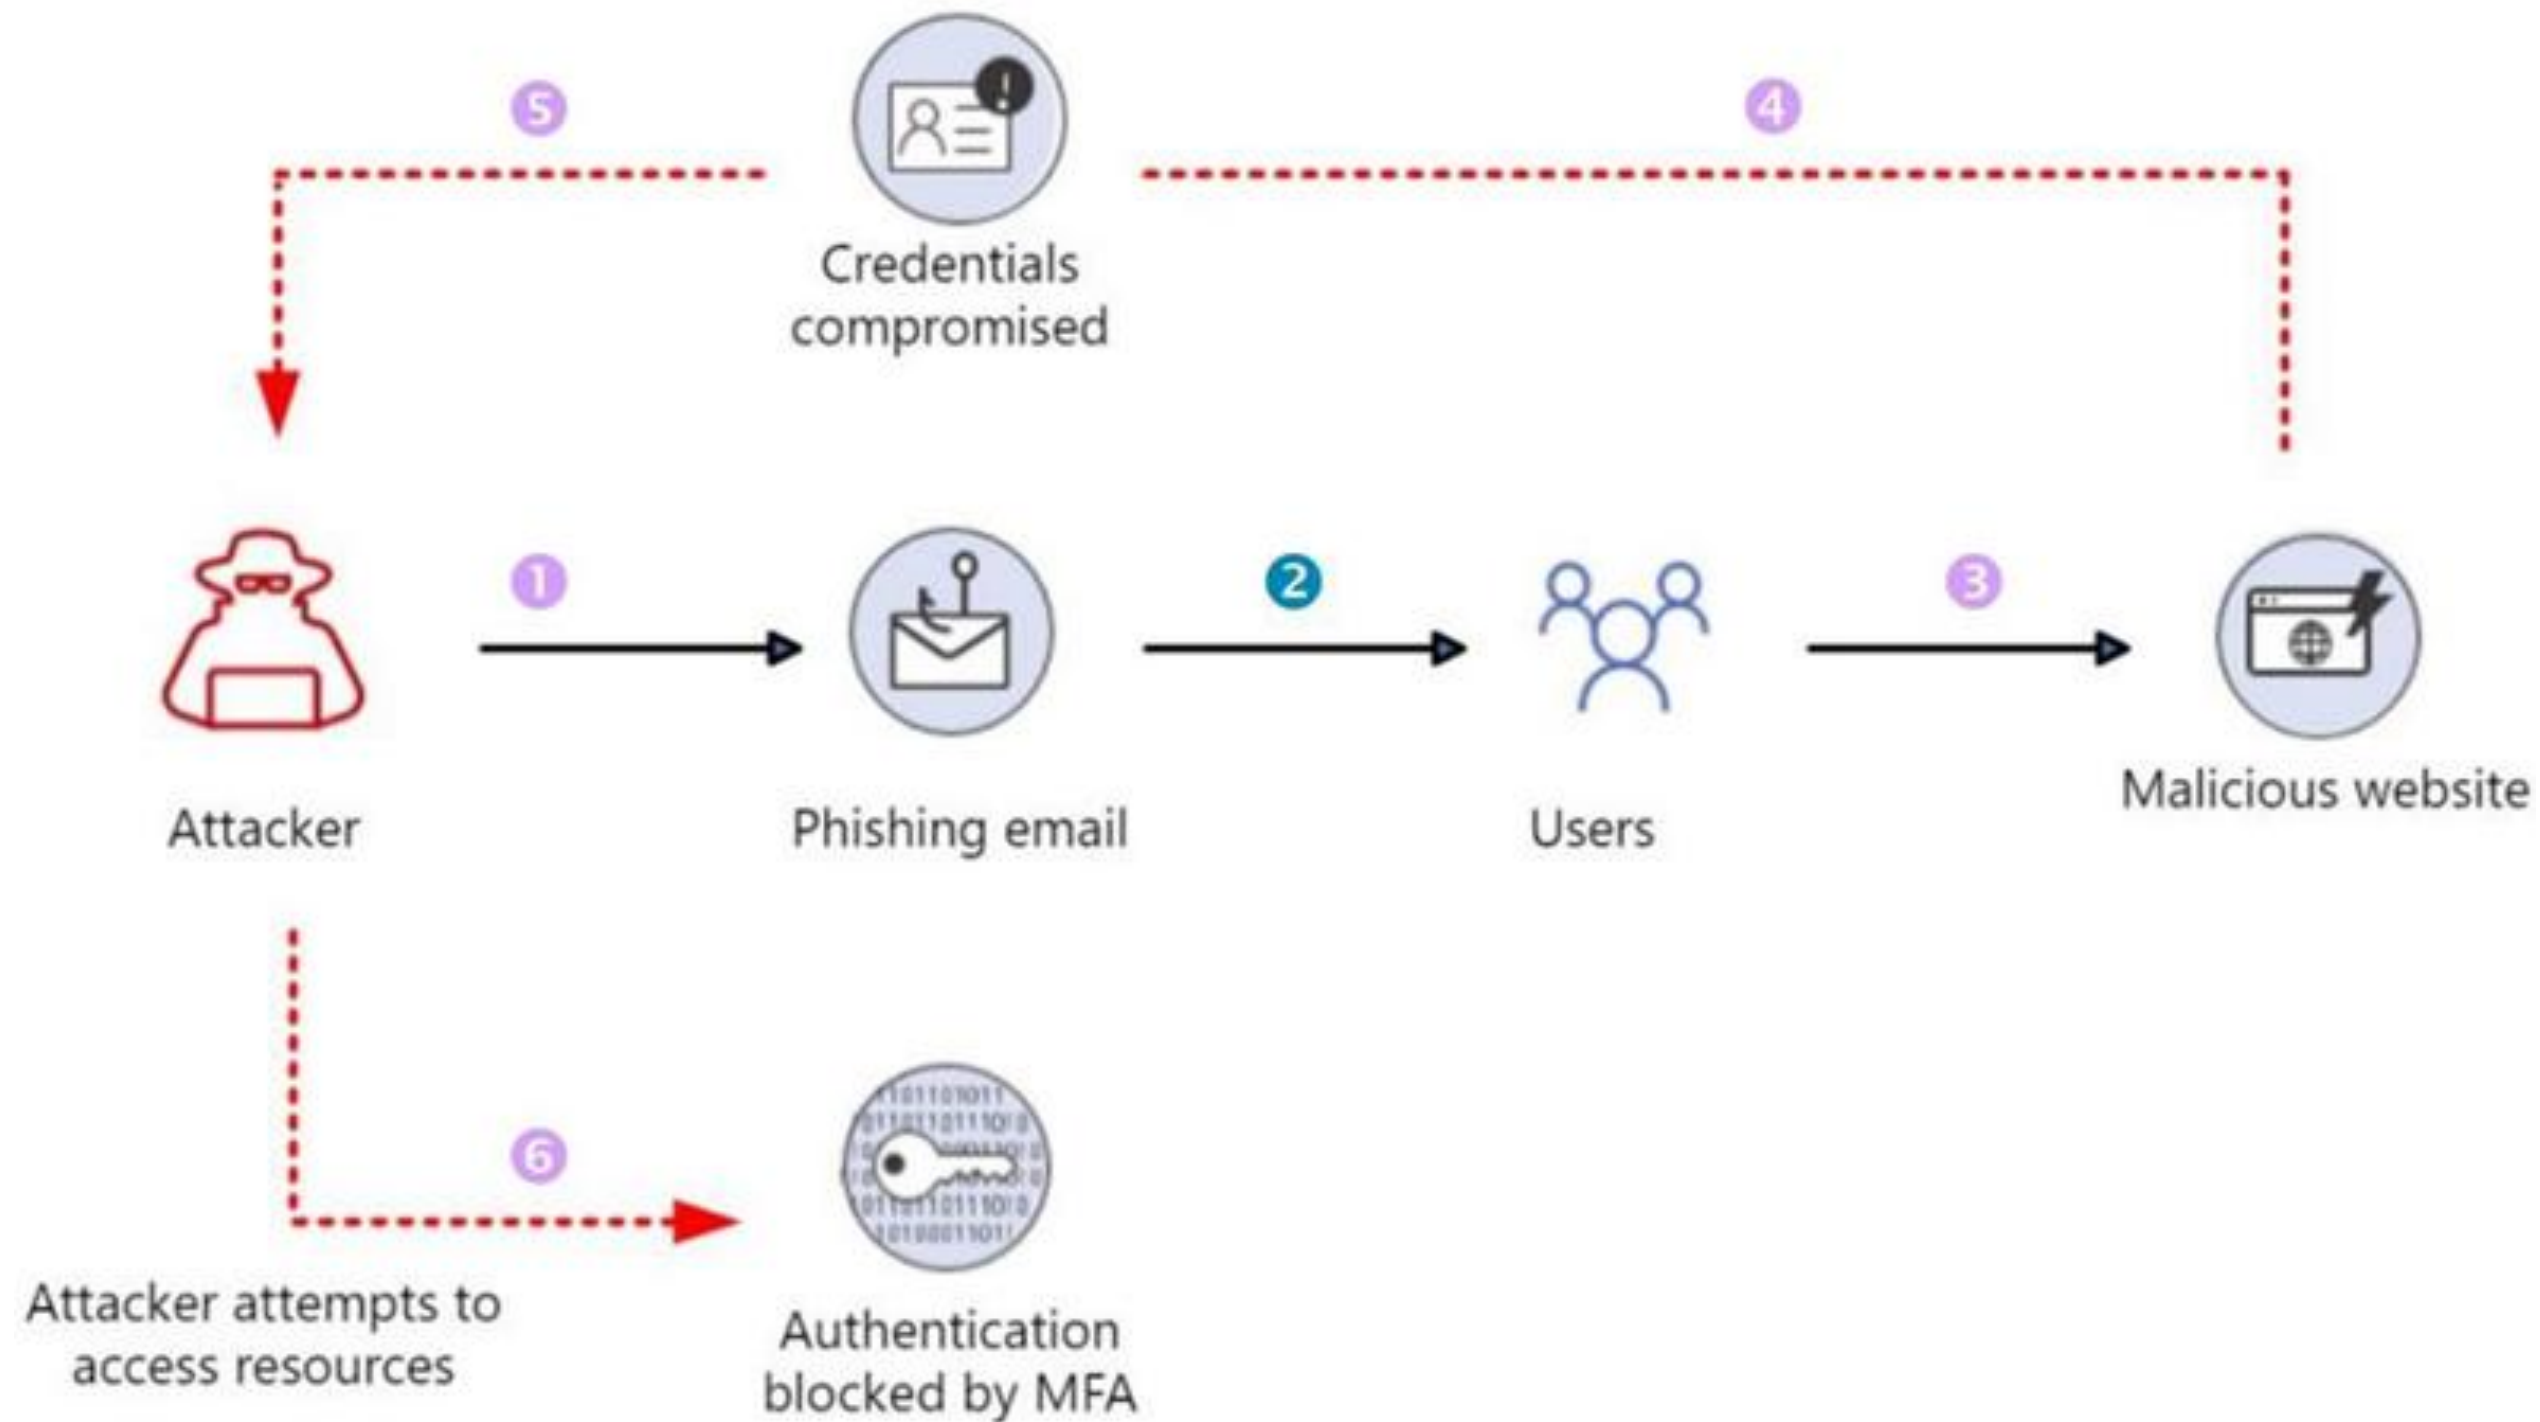 5
4
Credentials
compromised
1
2
3
Attacker
Phishing email
Users
Malicious website
6
Attacker attempts to
access resources
Authentication
blocked by MFA